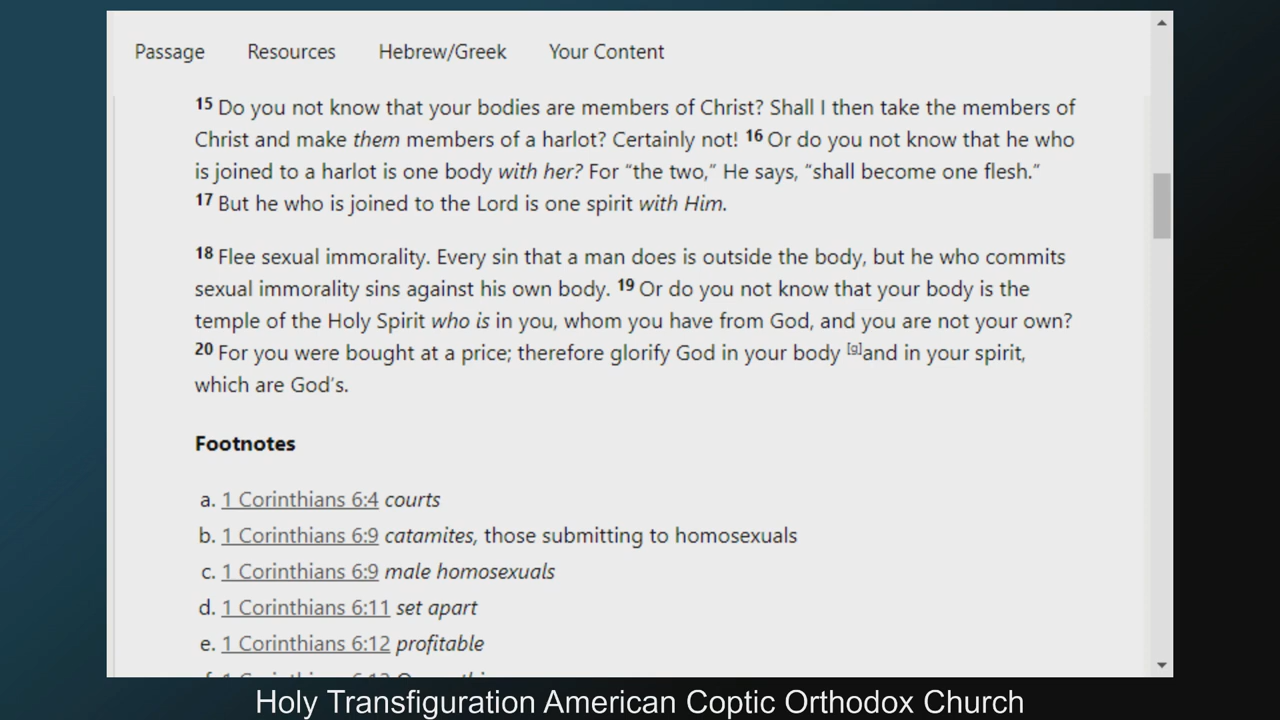 Passage Resources Hebrew/Greek Your Content
15 Do you not know that your bodies are members of Christ? Shall I then take the members of
Christ and make them members of a harlot? Certainly not! 16 Or do you not know that he who
is joined to a harlot is one body with her? For “the two,” He says, “shall become one flesh.”
17 But he who is joined to the Lord is one spirit with Him.
18 Flee sexual immorality. Every sin that a man does is outside the body, but he who commits
sexual immorality sins against his own body. 19 Or do you not know that your body is the
temple of the Holy Spirit who is in you, whom you have from God, and you are not your own?
20 For you were bought at a price; therefore glorify God in your body [g]and in your spirit,
which are God’s.
Footnotes
a. 1 Corinthians 6:4 courts
b. 1 Corinthians 6:9 catamites, those submitting to homosexuals
c. 1 Corinthians 6:9 male homosexuals
d. 1 Corinthians 6:11 set apart
e. 1 Corinthians 6:12 profitable
Holy Transfiguration American Coptic Orthodox Church